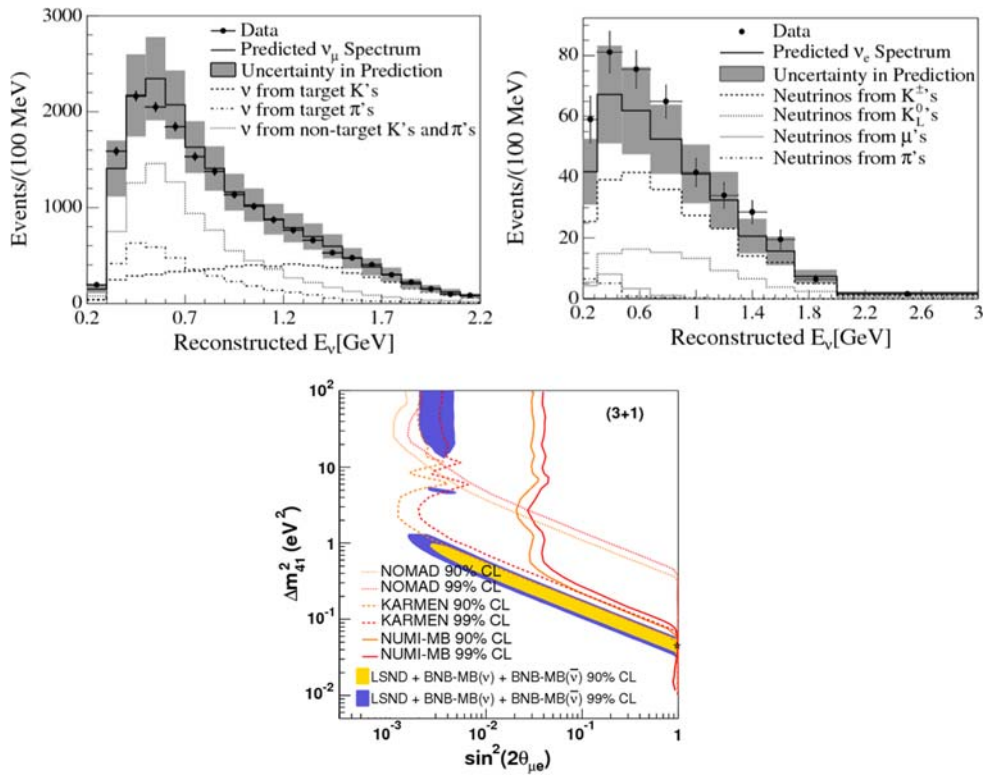 3000
2000
1000
0
Events/(100 MeV)
Data
Predicted νμ Spectrum
Uncertainty in Prediction
ν from target K's
ν from target π's
ν from non-target K's and π's
0.2 0.7 1.2 1.7 2.2
Reconstructed Eν[GeV]
80
60
40
20
0
Events/(100 MeV)
Data
Predicted νe Spectrum
Uncertainty in Prediction
Neutrinos from K±'s
Neutrinos from K0L's
Neutrinos from μ's
Neutrinos from π's
0.2 0.6 1 1.4 1.8 2.2 2.6 3
Reconstructed Eν[GeV]
(3+1)
10²
10
1
10⁻¹
10⁻²
Δm²41 (eV²)
NOMAD 90% CL
NOMAD 99% CL
KARMEN 90% CL
KARMEN 99% CL
NUMI-MB 90% CL
NUMI-MB 99% CL
LSND + BNB-MB(ν) + BNB-MB(ν̄) 90% CL
LSND + BNB-MB(ν) + BNB-MB(ν̄) 99% CL
10⁻³ 10⁻² 10⁻¹ 1
sin²(2θμe)